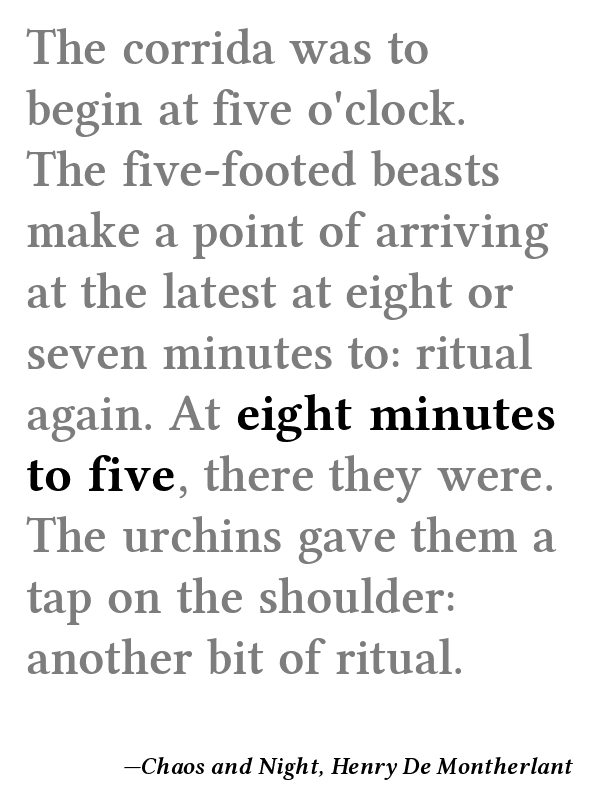 The corrida was to
begin at five o'clock.
The five-footed beasts
make a point of arriving
at the latest at eight or
seven minutes to: ritual
again. At eight minutes
to five, there they were.
The urchins gave them a
tap on the shoulder:
another bit of ritual.
—Chaos and Night, Henry De Montherlant